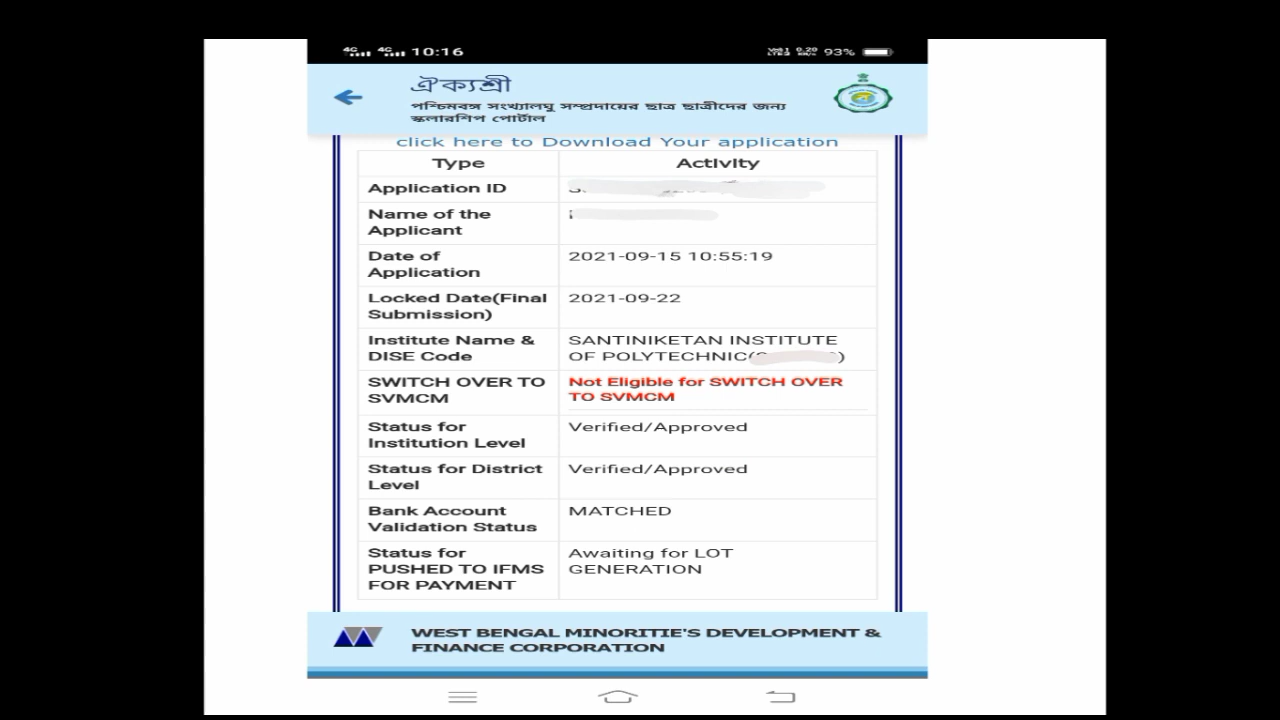 4G 4G 10:16
Vo1 LTE2 0.20 KB/s 93%
ঐক্যশ্রী
পশ্চিমবঙ্গ সংখ্যালঘু সম্প্রদায়ের ছাত্র ছাত্রীদের জন্য
স্কলারশিপ পোর্টাল
click here to Download Your application
Type Activity
Application ID
Name of the
Applicant
Date of
Application
2021-09-15 10:55:19
Locked Date(Final
Submission)
2021-09-22
Institute Name &
DISE Code
SANTINIKETAN INSTITUTE
OF POLYTECHNIC( )
SWITCH OVER TO
SVMCM
Not Eligible for SWITCH OVER
TO SVMCM
Status for
Institution Level
Verified/Approved
Status for District
Level
Verified/Approved
Bank Account
Validation Status
MATCHED
Status for
PUSHED TO IFMS
FOR PAYMENT
Awaiting for LOT
GENERATION
WEST BENGAL MINORITIE'S DEVELOPMENT &
FINANCE CORPORATION